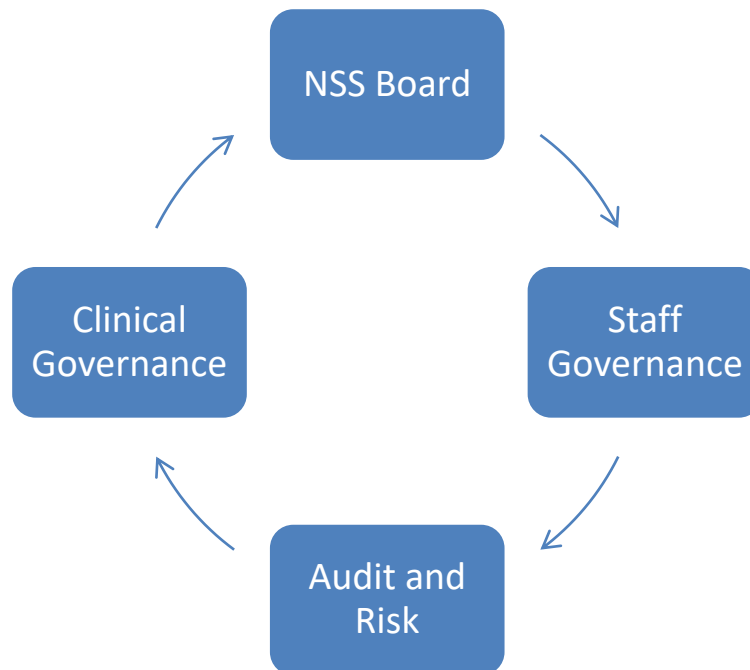 NSS Board
Clinical
Governance
Staff
Governance
Audit and
Risk